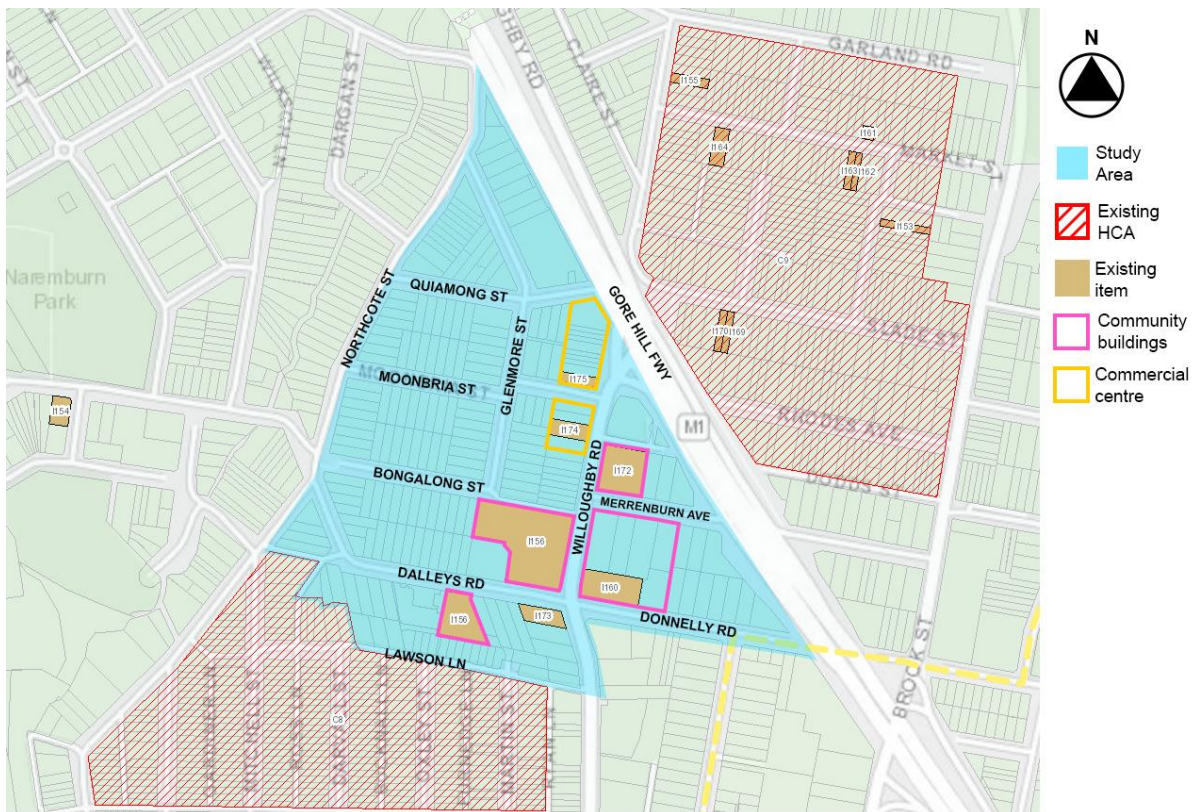 GARLAND RD
CLAIRE ST
DARGAN ST
I155
I161
I164
MARKET ST
I163
I162
I153
C9
Naremburn
Park
QUIAMONG ST
NORTHCOTE ST
GLENMORE ST
GORE HILL FWY
SLADE ST
I170
I169
MOONBRIA ST
I175
I174
M1
RHODES AVE
I154
DODDS ST
WILLOUGHBY RD
I172
BONGALONG ST
MERRENBURN AVE
I156
I160
DALLEYS RD
I156
I173
DONNELLY RD
LAWSON LN
BROOK ST
MITCHELL ST
C8
OXLEY ST
MARTIN ST
N
Study
Area
Existing
HCA
Existing
item
Community
buildings
Commercial
centre